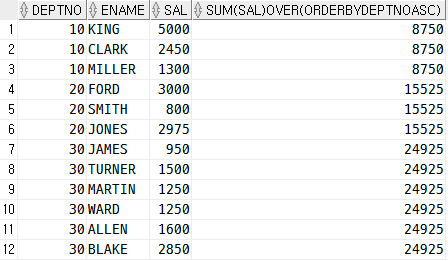 DEPTNO ENAME SAL SUM(SAL)OVER(ORDERBYDEPTNOASC)
1 10 KING 5000 8750
2 10 CLARK 2450 8750
3 10 MILLER 1300 8750
4 20 FORD 3000 15525
5 20 SMITH 800 15525
6 20 JONES 2975 15525
7 30 JAMES 950 24925
8 30 TURNER 1500 24925
9 30 MARTIN 1250 24925
10 30 WARD 1250 24925
11 30 ALLEN 1600 24925
12 30 BLAKE 2850 24925